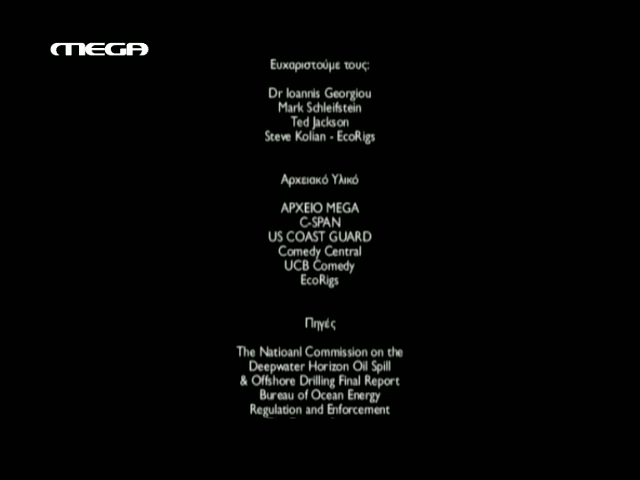 MEGA
Ευχαριστούμε τους:
Dr Ioannis Georgiou
Mark Schleifstein
Ted Jackson
Steve Kolian - EcoRigs
Αρχειακό Υλικό
ΑΡΧΕΙΟ MEGA
C-SPAN
US COAST GUARD
Comedy Central
UCB Comedy
EcoRigs
Πηγές
The Natioanl Commission on the
Deepwater Horizon Oil Spill
& Offshore Drilling Final Report
Bureau of Ocean Energy
Regulation and Enforcement